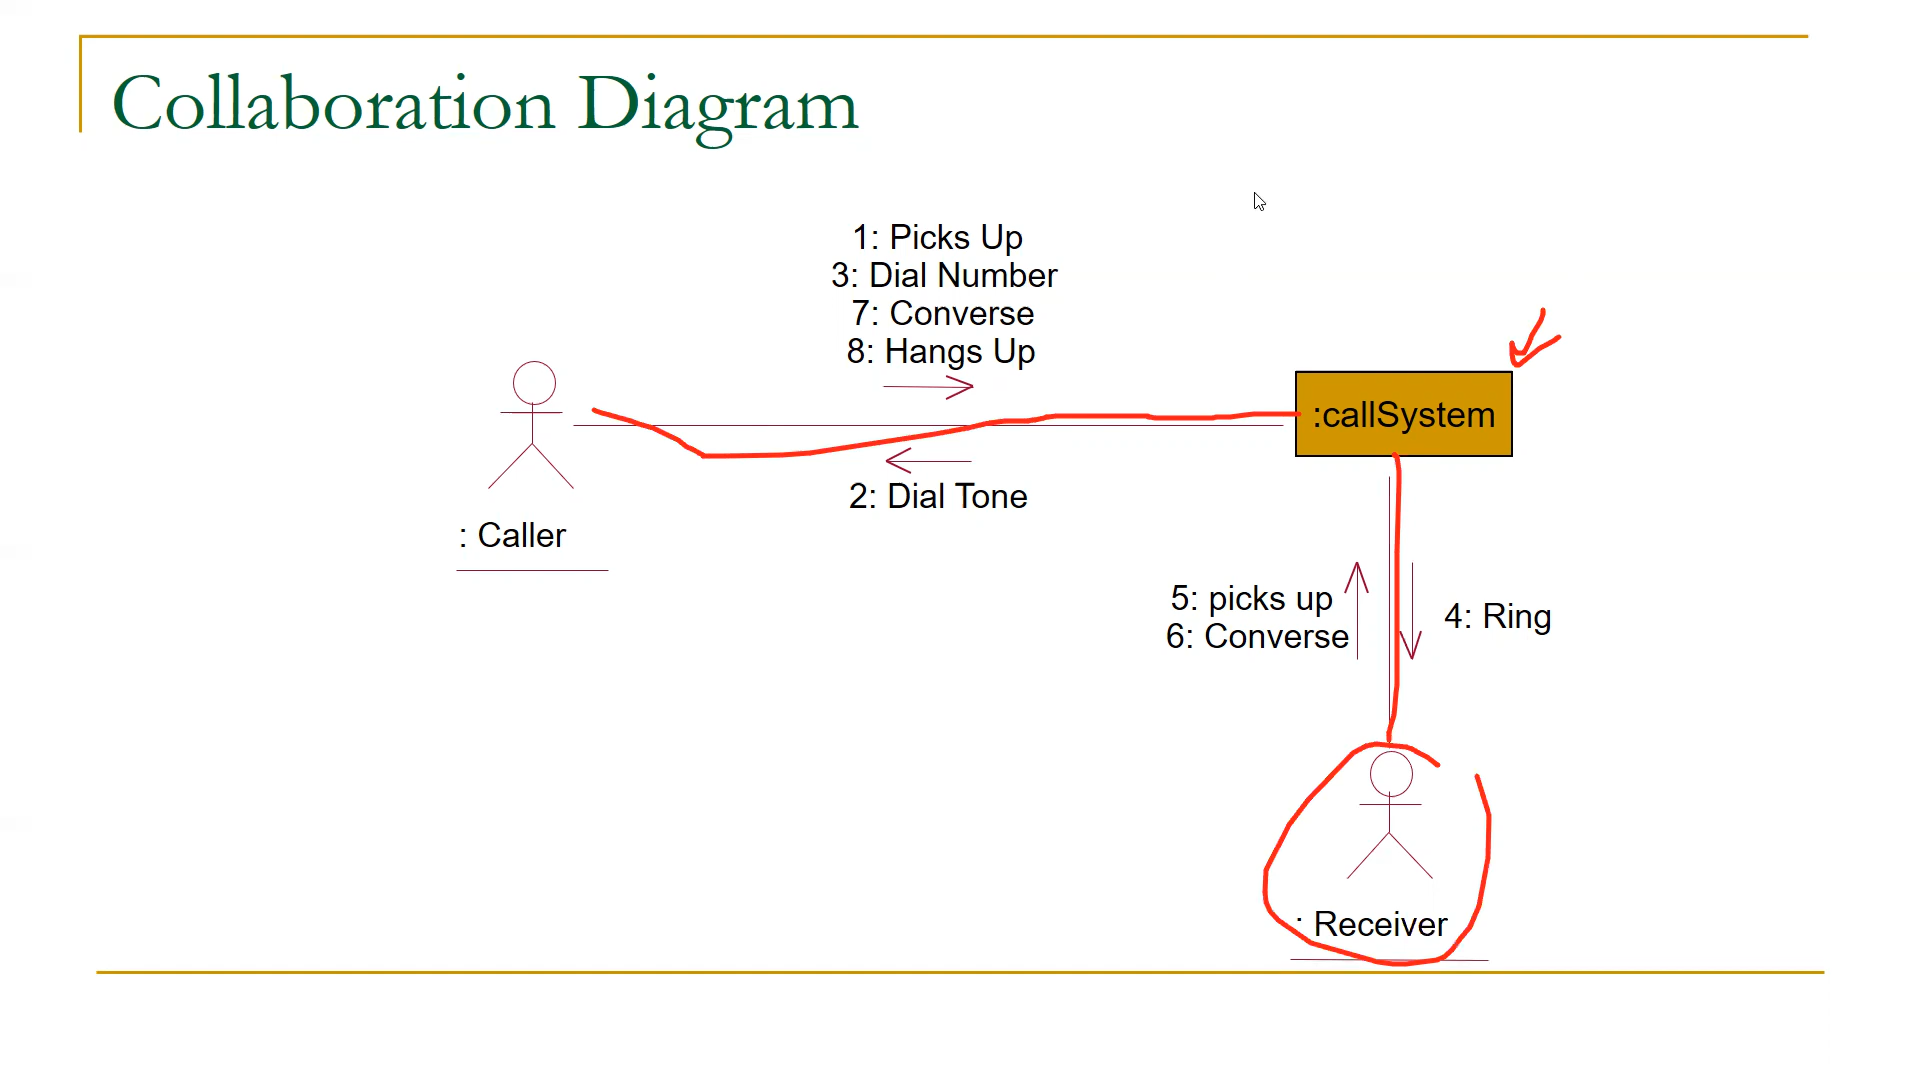 Collaboration Diagram
1: Picks Up
3: Dial Number
7: Converse
8: Hangs Up
:callSystem
2: Dial Tone
: Caller
5: picks up
6: Converse
4: Ring
: Receiver